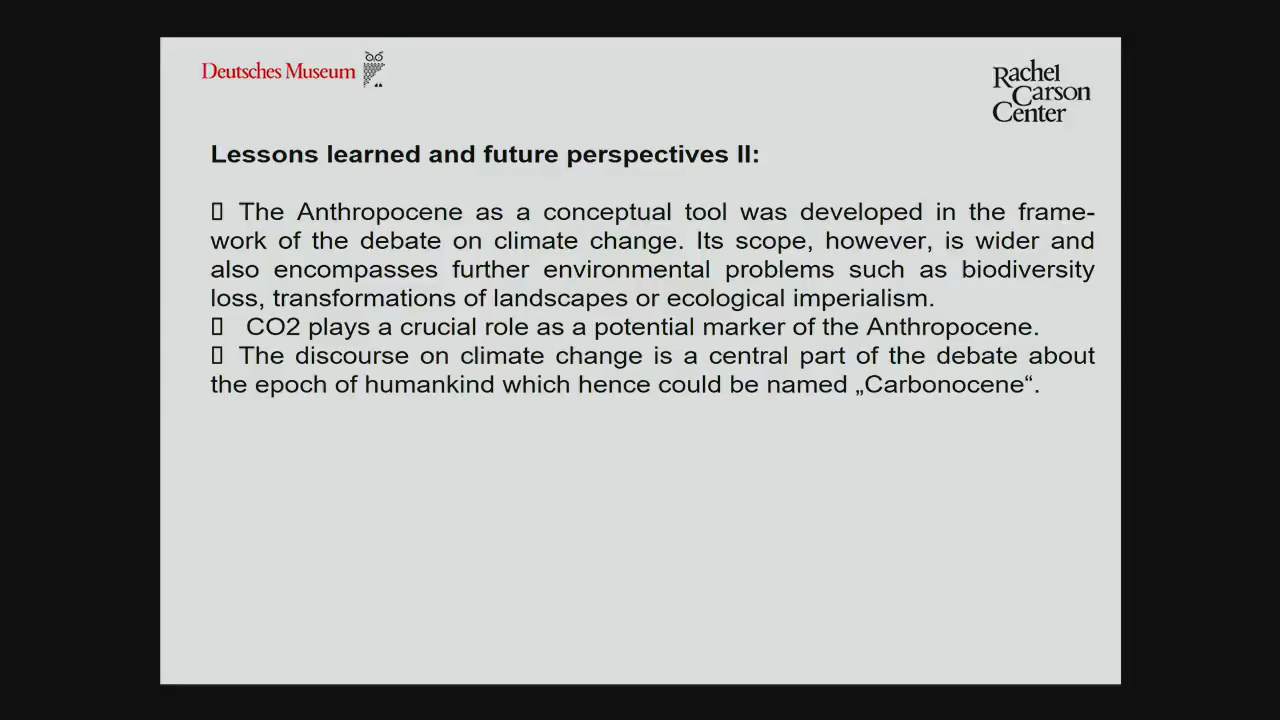 Deutsches Museum
Rachel
Carson
Center
Lessons learned and future perspectives II:
▯ The Anthropocene as a conceptual tool was developed in the frame-
work of the debate on climate change. Its scope, however, is wider and
also encompasses further environmental problems such as biodiversity
loss, transformations of landscapes or ecological imperialism.
▯ CO2 plays a crucial role as a potential marker of the Anthropocene.
▯ The discourse on climate change is a central part of the debate about
the epoch of humankind which hence could be named „Carbonocene“.